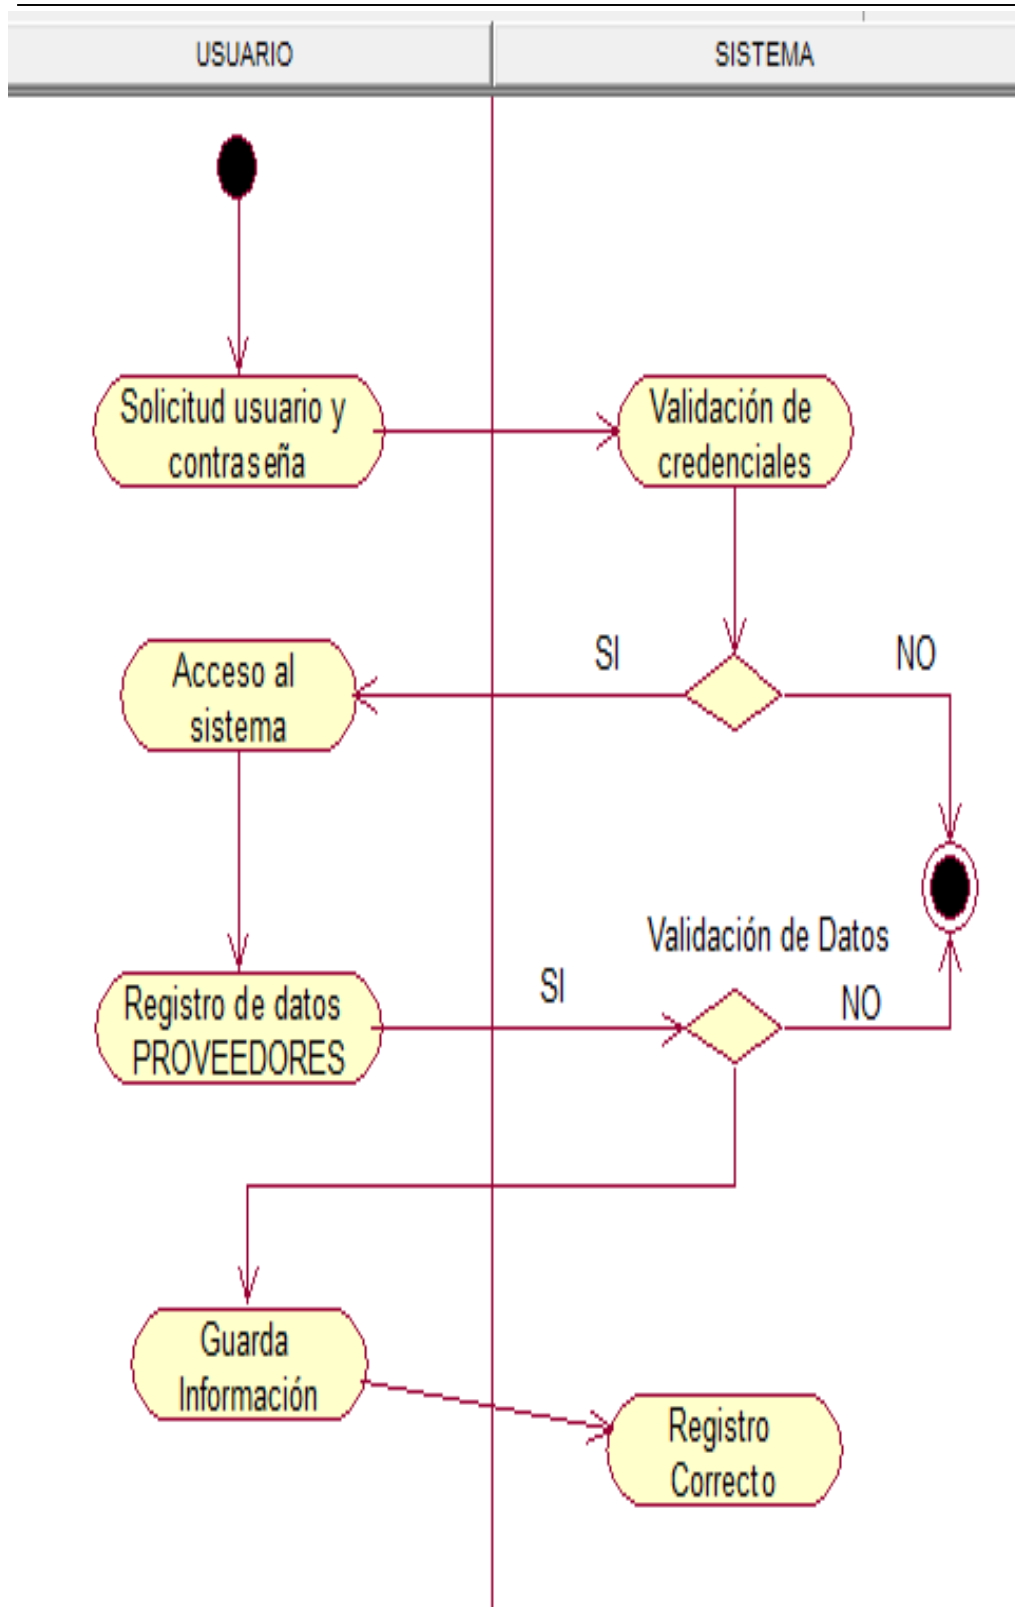 USUARIO
SISTEMA
Solicitud usuario y
contraseña
Validación de
credenciales
SI
NO
Acceso al
sistema
Validación de Datos
SI
NO
Registro de datos
PROVEEDORES
Guarda
Información
Registro
Correcto